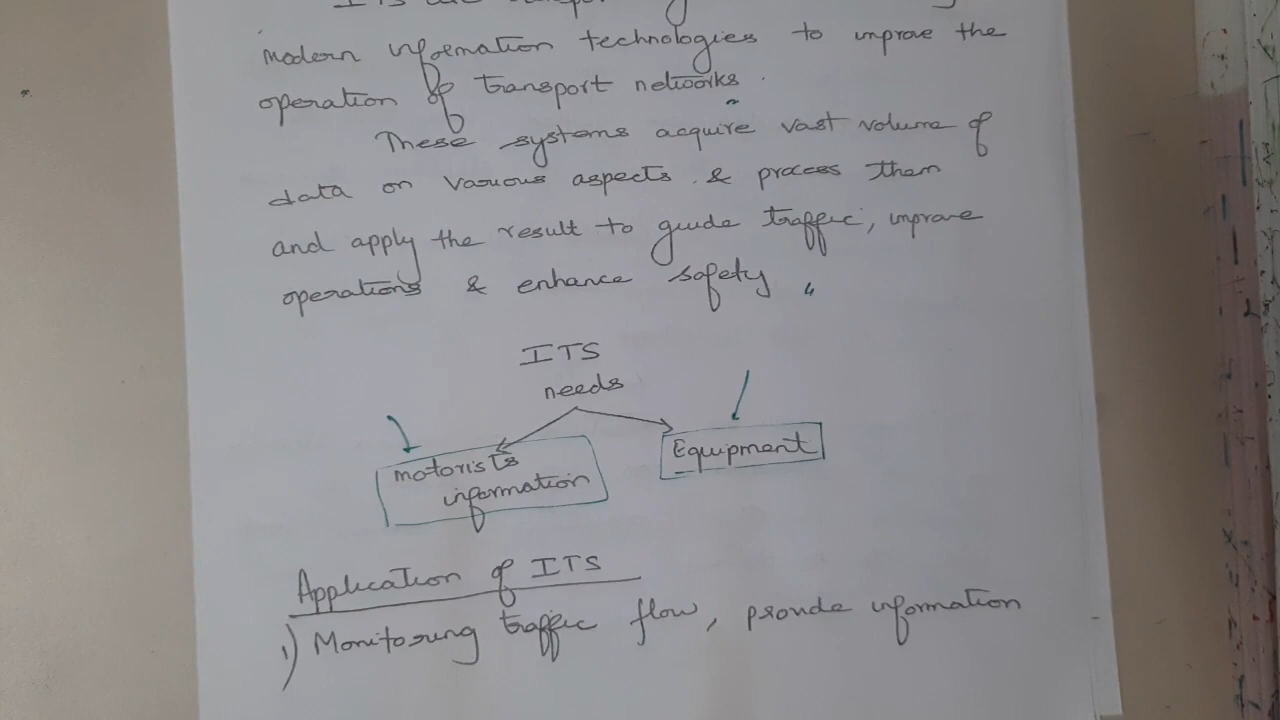 ITS are
modern information technologies to improve the
operation of transport networks.
These systems acquire vast volume of
data on various aspects & process them
and apply the result to guide traffic, improve
operations & enhance safety
ITS
needs
motorists
information
Equipment
Application of ITS
1) Monitoring traffic flow, provide information